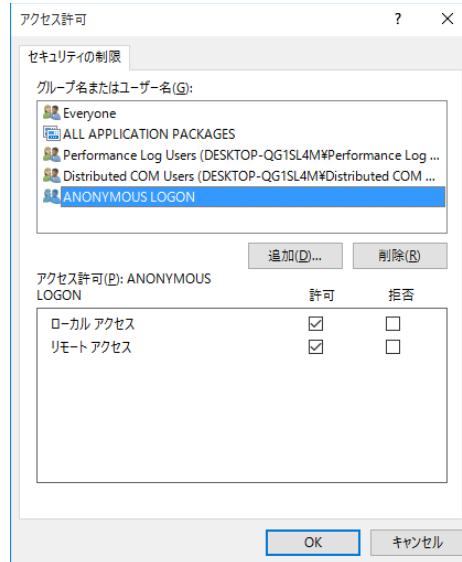 アクセス許可 ? ×
セキュリティの制限
グループ名またはユーザー名(G):
Everyone
ALL APPLICATION PACKAGES
Performance Log Users (DESKTOP-QG1SL4M¥Performance Log ...
Distributed COM Users (DESKTOP-QG1SL4M¥Distributed COM ...
ANONYMOUS LOGON
追加(D)... 削除(R)
アクセス許可(P): ANONYMOUS
LOGON 許可 拒否
ローカル アクセス
リモート アクセス
OK キャンセル